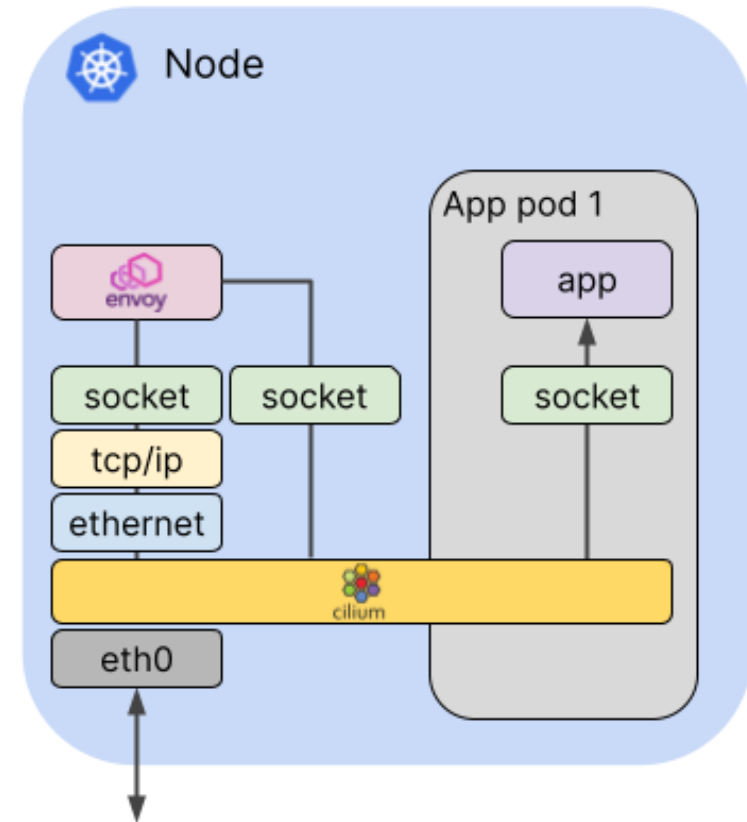 Node
App pod 1
envoy
app
socket
socket
socket
tcp/ip
ethernet
cilium
eth0